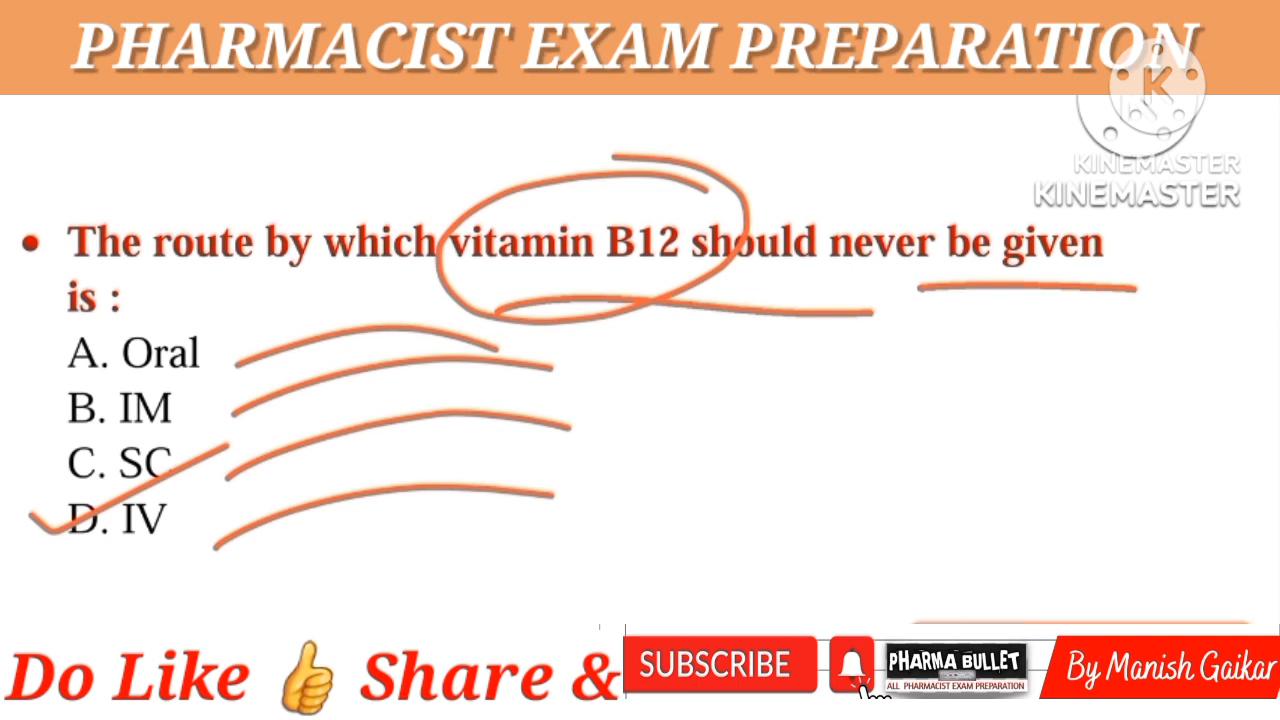 PHARMACIST EXAM PREPARATION
K
KINEMASTER
KINEMASTER
• The route by which vitamin B12 should never be given
is :
A. Oral
B. IM
C. SC
D. IV
Do Like 👍 Share &
SUBSCRIBE
PHARMA BULLET
ALL PHARMACIST EXAM PREPARATION
By Manish Gaikar